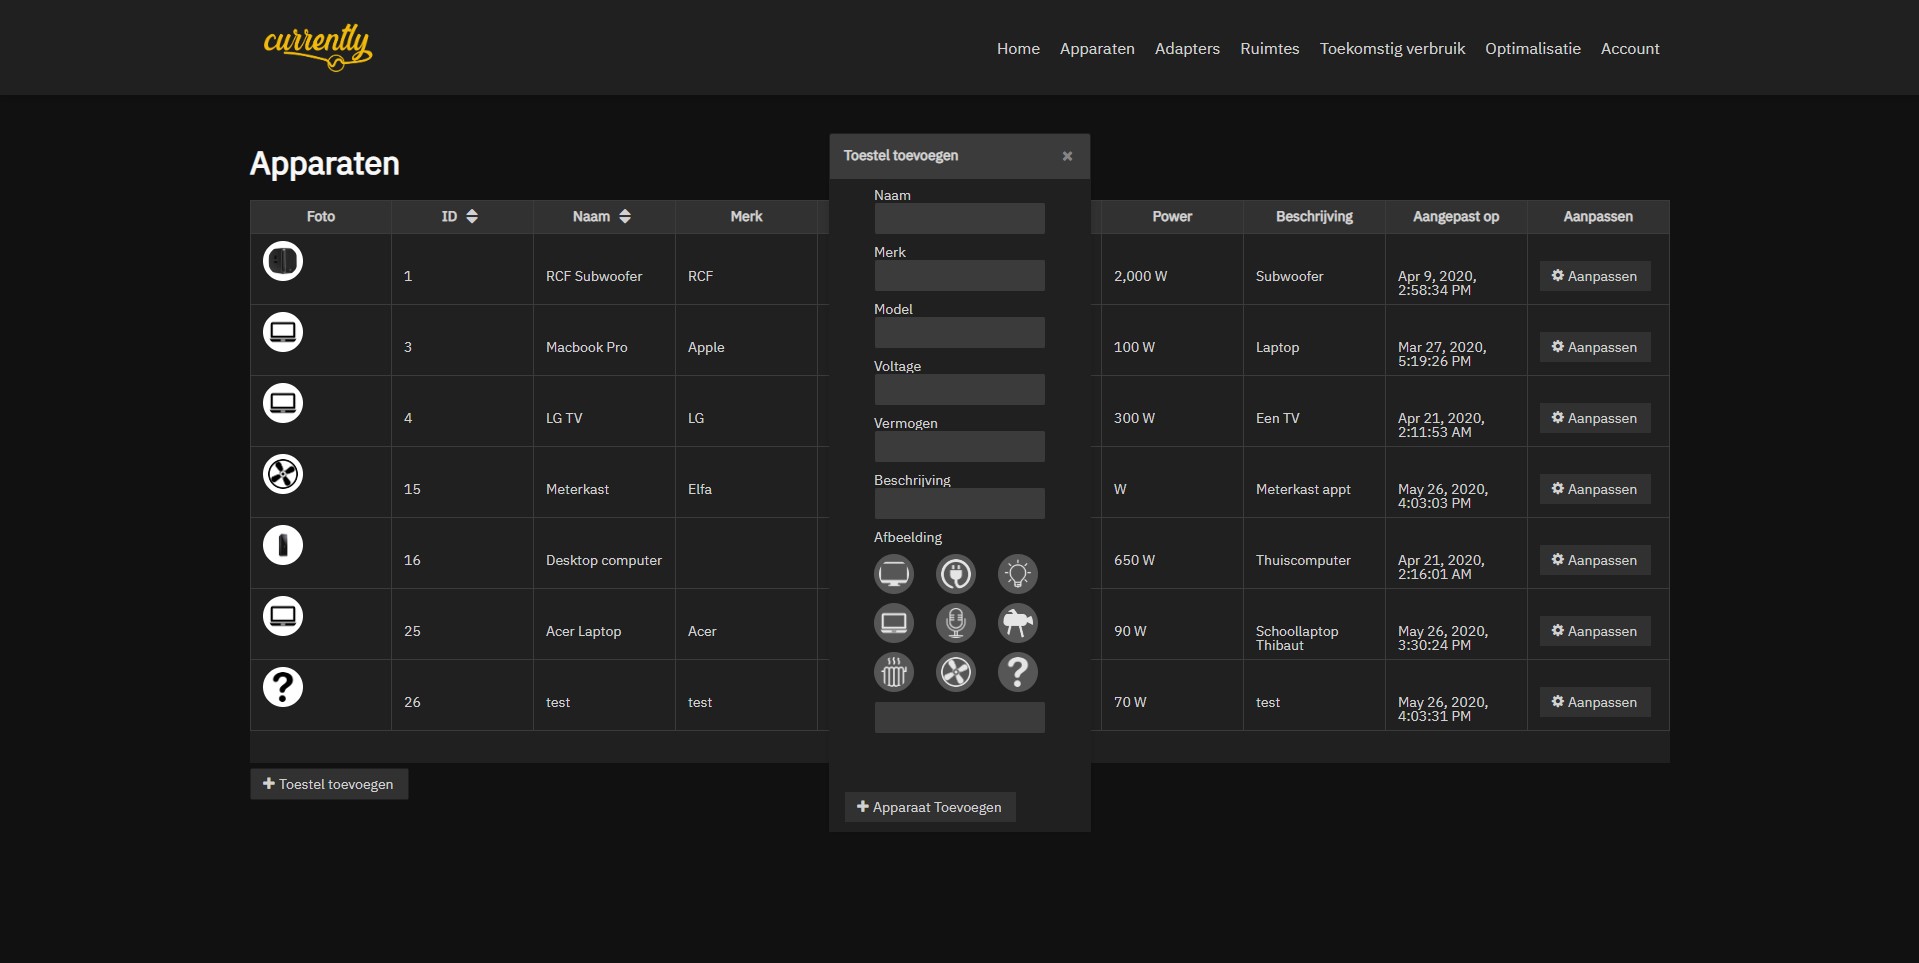 currently
Home Apparaten Adapters Ruimtes Toekomstig verbruik Optimalisatie Account
Apparaten
Foto ID Naam Merk Power Beschrijving Aangepast op Aanpassen
1 RCF Subwoofer RCF 2,000 W Subwoofer Apr 9, 2020, 2:58:34 PM Aanpassen
3 Macbook Pro Apple 100 W Laptop Mar 27, 2020, 5:19:26 PM Aanpassen
4 LG TV LG 300 W Een TV Apr 21, 2020, 2:11:53 AM Aanpassen
15 Meterkast Elfa W Meterkast appt May 26, 2020, 4:03:03 PM Aanpassen
16 Desktop computer 650 W Thuiscomputer Apr 21, 2020, 2:16:01 AM Aanpassen
25 Acer Laptop Acer 90 W Schoollaptop Thibaut May 26, 2020, 3:30:24 PM Aanpassen
26 test test 70 W test May 26, 2020, 4:03:31 PM Aanpassen
Toestel toevoegen
Toestel toevoegen ×
Naam
Merk
Model
Voltage
Vermogen
Beschrijving
Afbeelding
?
Apparaat Toevoegen